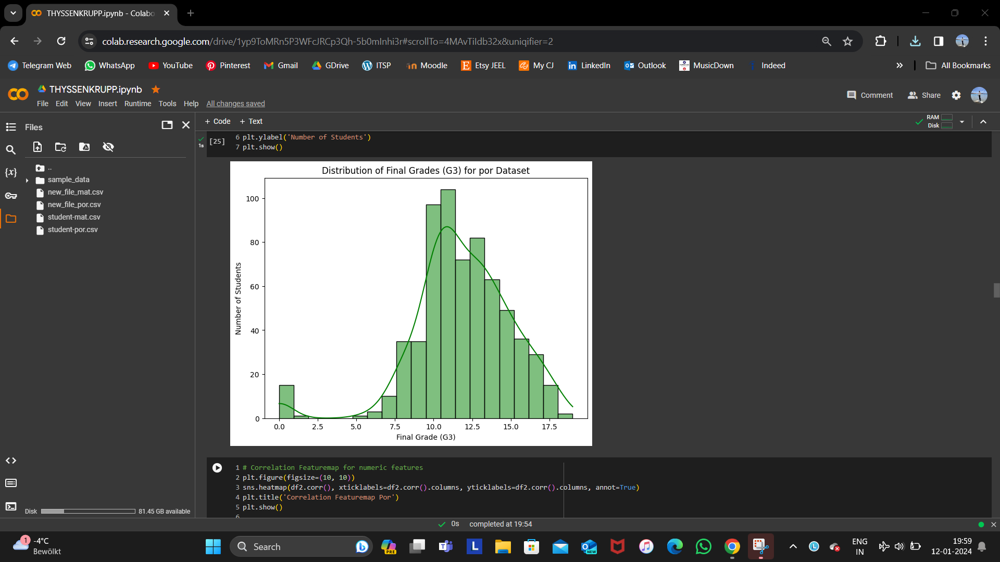 THYSSENKRUPP.ipynb - Colabo
colab.research.google.com/drive/1yp9ToMRn5P3WFcJRCp3Qh-5b0mInhi3r#scrollTo=4MAvTiIdb32x&uniqifier=2
Telegram Web WhatsApp YouTube Pinterest Gmail GDrive ITSP Moodle Etsy JEEL My CJ LinkedIn Outlook MusicDown Indeed All Bookmarks
THYSSENKRUPP.ipynb
Comment Share
File Edit View Insert Runtime Tools Help All changes saved
Files
+ Code + Text
RAM
Disk
..
sample_data
new_file_mat.csv
new_file_por.csv
student-mat.csv
student-por.csv
1s
[25]
6 plt.ylabel('Number of Students')
7 plt.show()
Distribution of Final Grades (G3) for por Dataset
Number of Students
100
80
60
40
20
0
0.0 2.5 5.0 7.5 10.0 12.5 15.0 17.5
Final Grade (G3)
1 # Correlation Featuremap for numeric features
2 plt.figure(figsize=(10, 10))
3 sns.heatmap(df2.corr(), xticklabels=df2.corr().columns, yticklabels=df2.corr().columns, annot=True)
4 plt.title('Correlation Featuremap Por')
5 plt.show()
6
Disk 81.45 GB available
0s completed at 19:54
1
-4°C
Bewölkt
Search
PRE
NEW
ENG
IN
19:59
12-01-2024